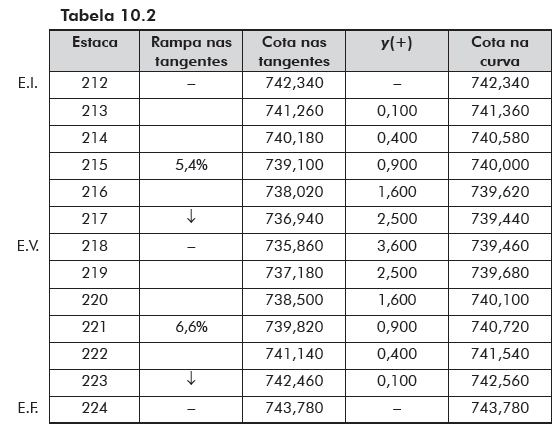 Tabela 10.2
Estaca Rampa nas tangentes Cota nas tangentes y(+) Cota na curva
E.I. 212 – 742,340 – 742,340
213 741,260 0,100 741,360
214 740,180 0,400 740,580
215 5,4% 739,100 0,900 740,000
216 738,020 1,600 739,620
217 ↓ 736,940 2,500 739,440
E.V. 218 – 735,860 3,600 739,460
219 737,180 2,500 739,680
220 738,500 1,600 740,100
221 6,6% 739,820 0,900 740,720
222 741,140 0,400 741,540
223 ↓ 742,460 0,100 742,560
E.F. 224 – 743,780 – 743,780